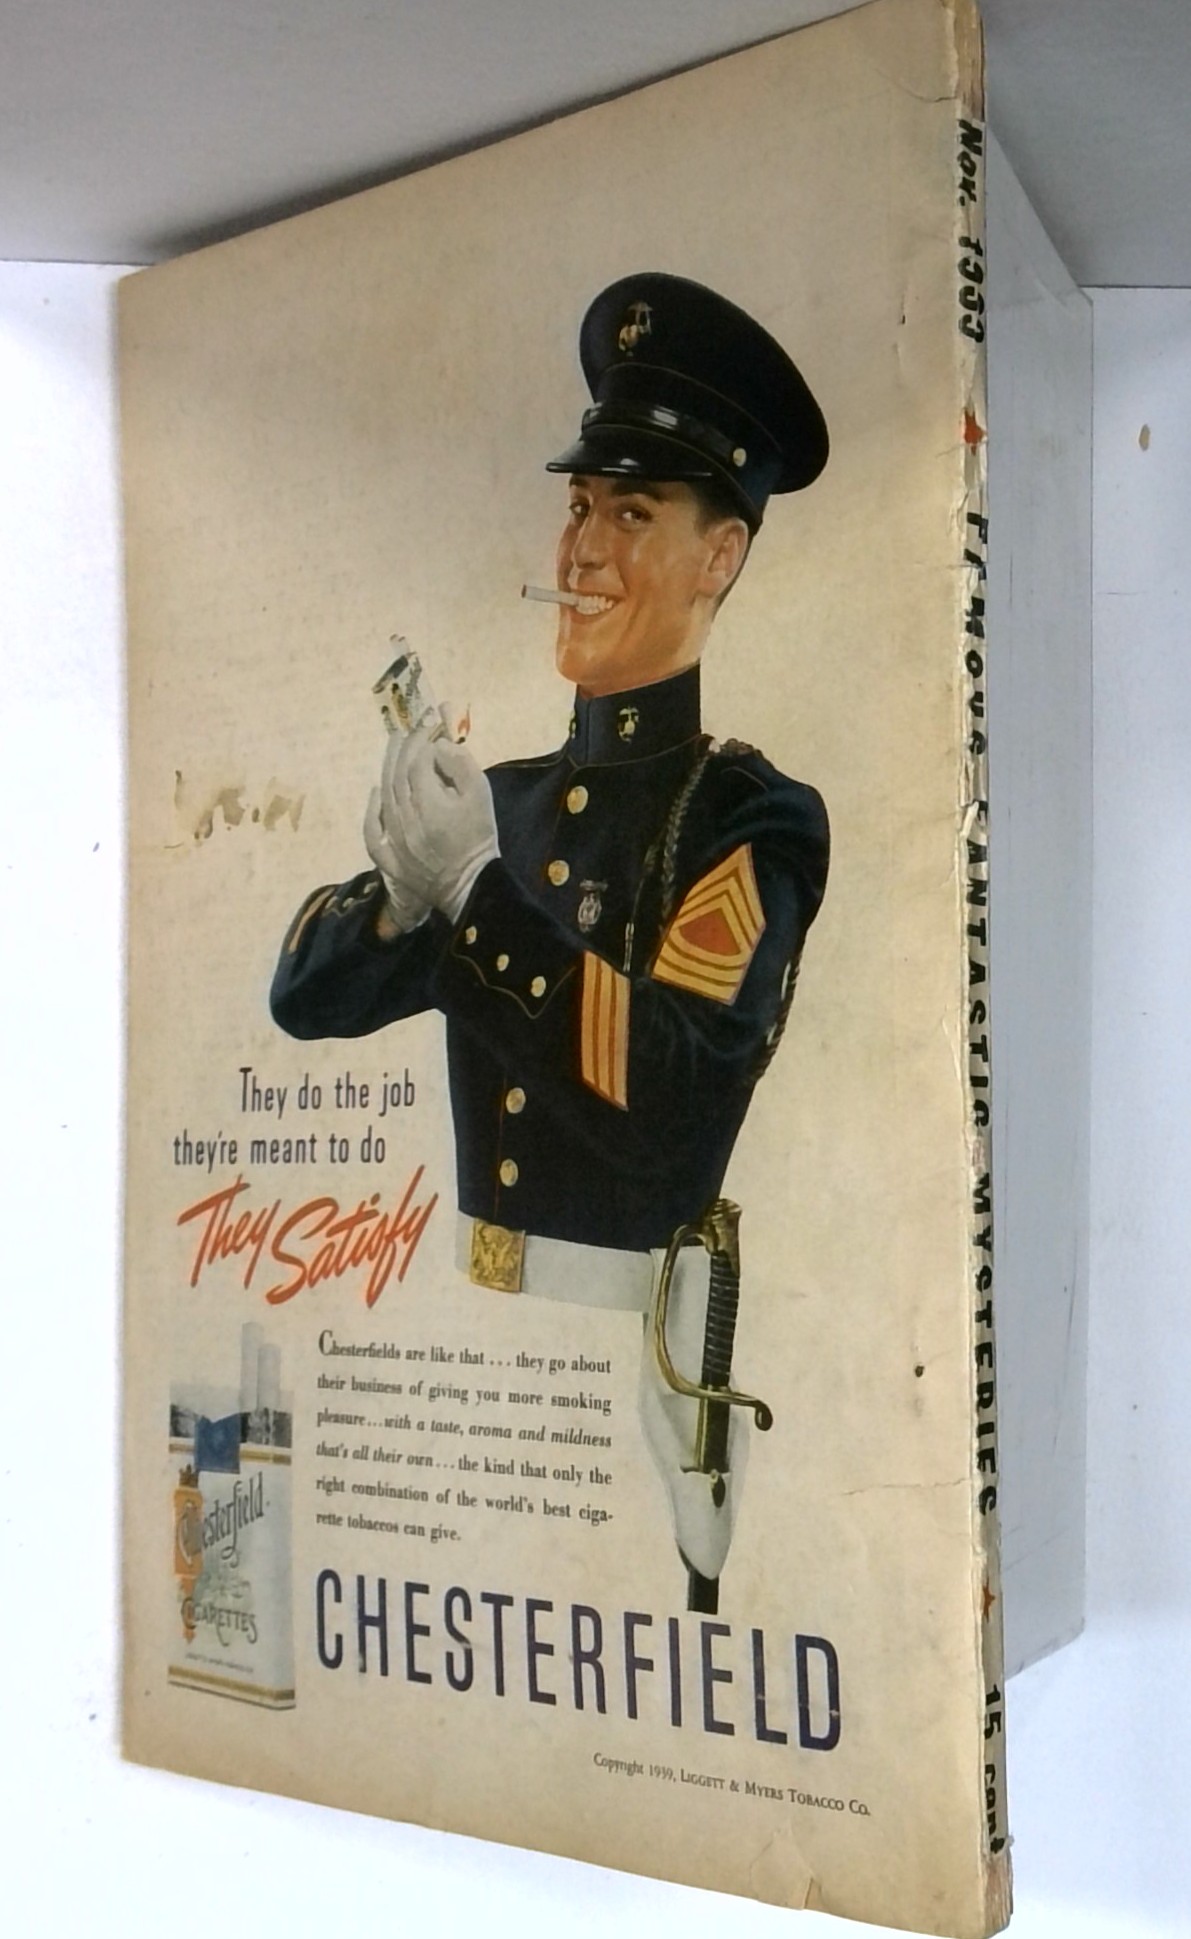 They do the job
they're meant to do
They Satisfy
Chesterfields are like that ... they go about
their business of giving you more smoking
pleasure...with a taste, aroma and mildness
that's all their own...the kind that only the
right combination of the world's best ciga-
rette tobaccos can give.
Chesterfield
CIGARETTES
CHESTERFIELD
Copyright 1939, LIGGETT & MYERS TOBACCO CO.
Nov. FAMOUS FANTASTIC MYSTERIES 15 cent